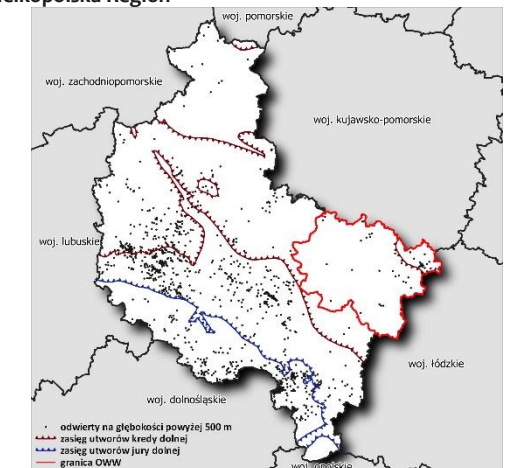 Wielkopolska Region
woj. pomorskie
woj. zachodniopomorskie
woj. kujawsko-pomorskie
woj. lubuskie
woj. łódzkie
woj. dolnośląskie
odwierty na głębokości powyżej 500 m
zasięg utworów kredy dolnej
zasięg utworów jury dolnej
granica OWW
woj. opolskie